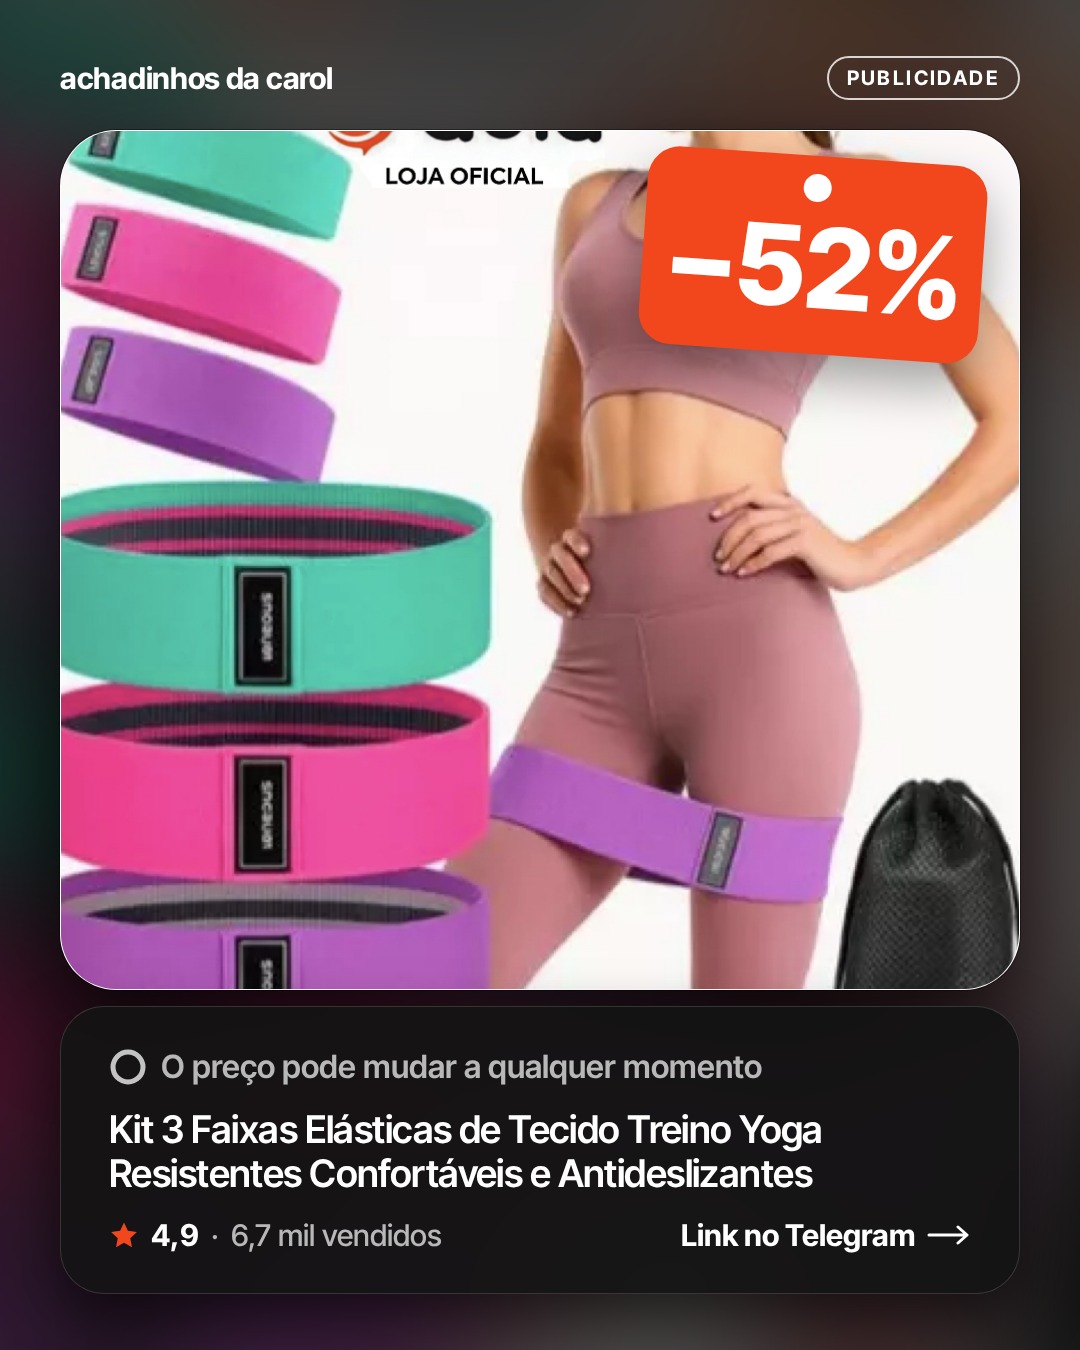 achadinhos da carol
PUBLICIDADE
LOJA OFICIAL
-52%
O preço pode mudar a qualquer momento
Kit 3 Faixas Elásticas de Tecido Treino Yoga
Resistentes Confortáveis e Antideslizantes
4,9 · 6,7 mil vendidos
Link no Telegram →